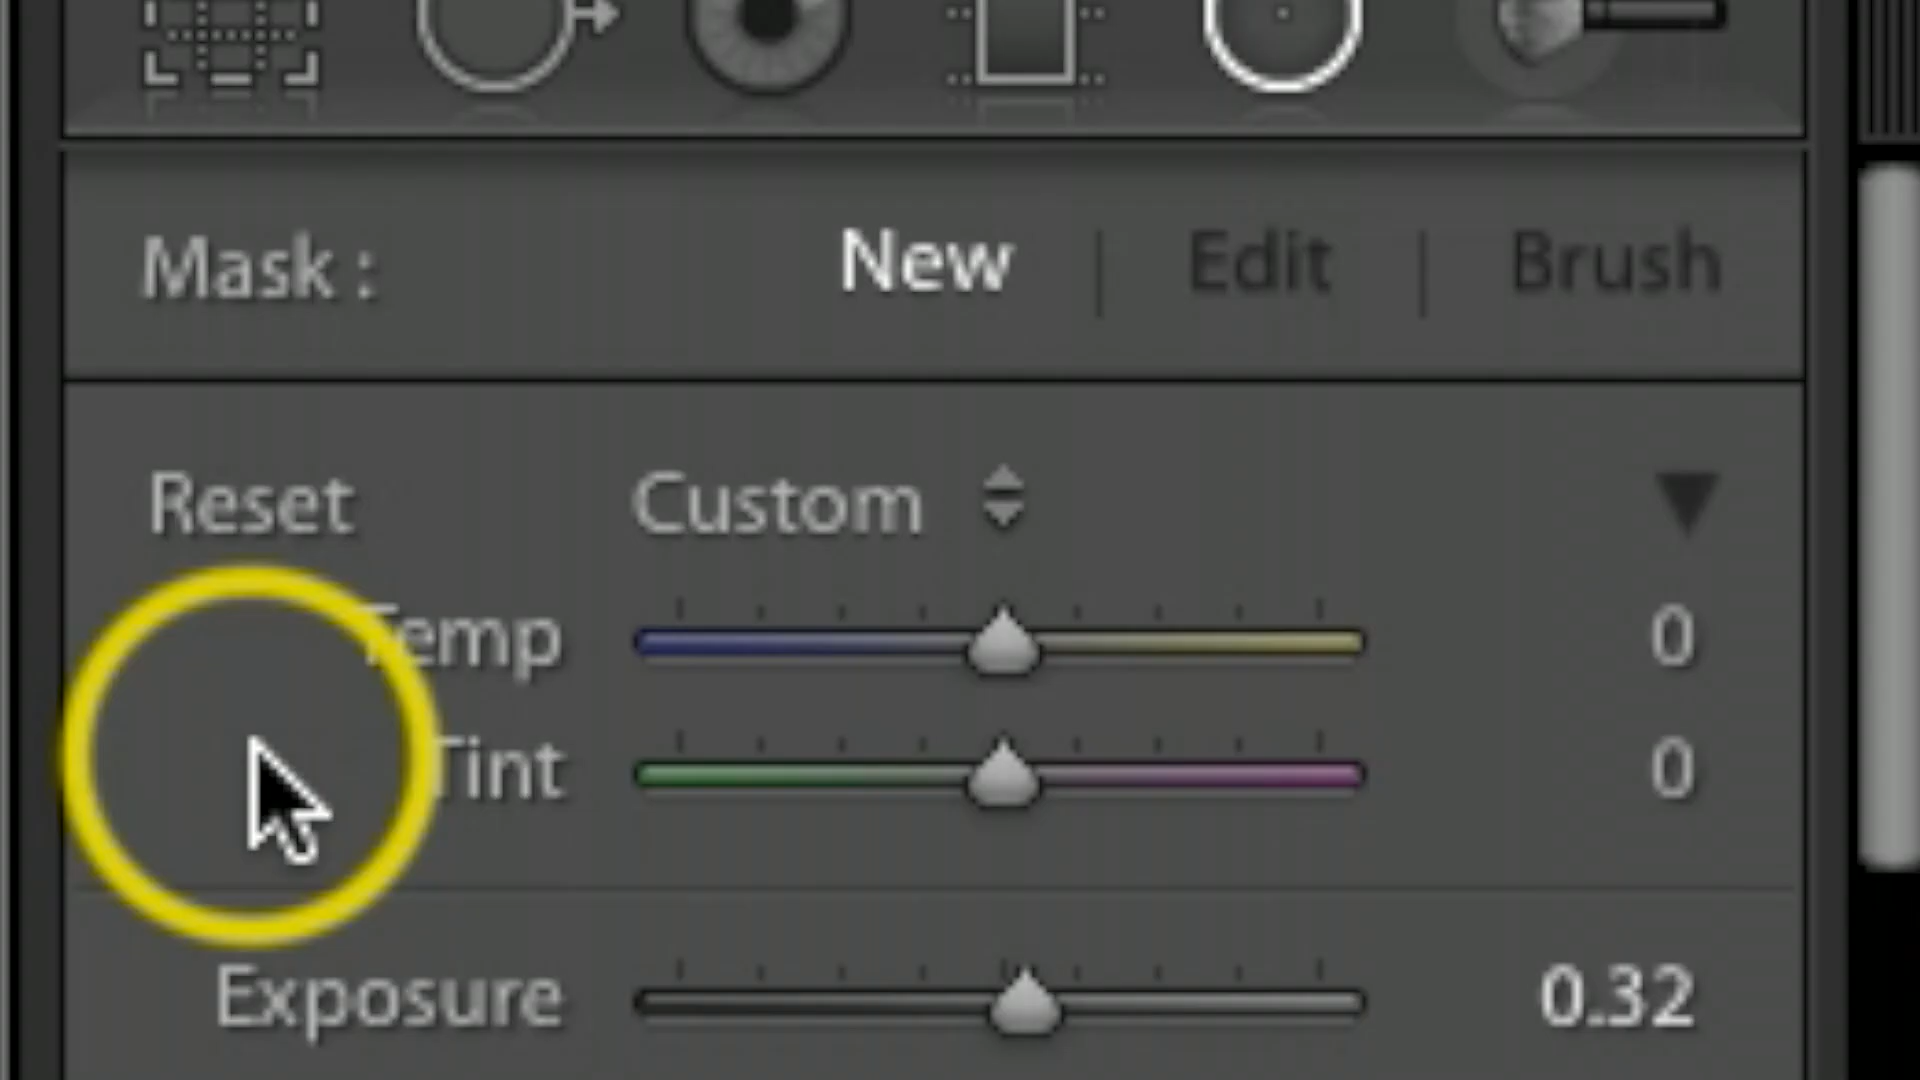 Mask : New | Edit | Brush
Reset Custom
Temp 0
Tint 0
Exposure 0.32